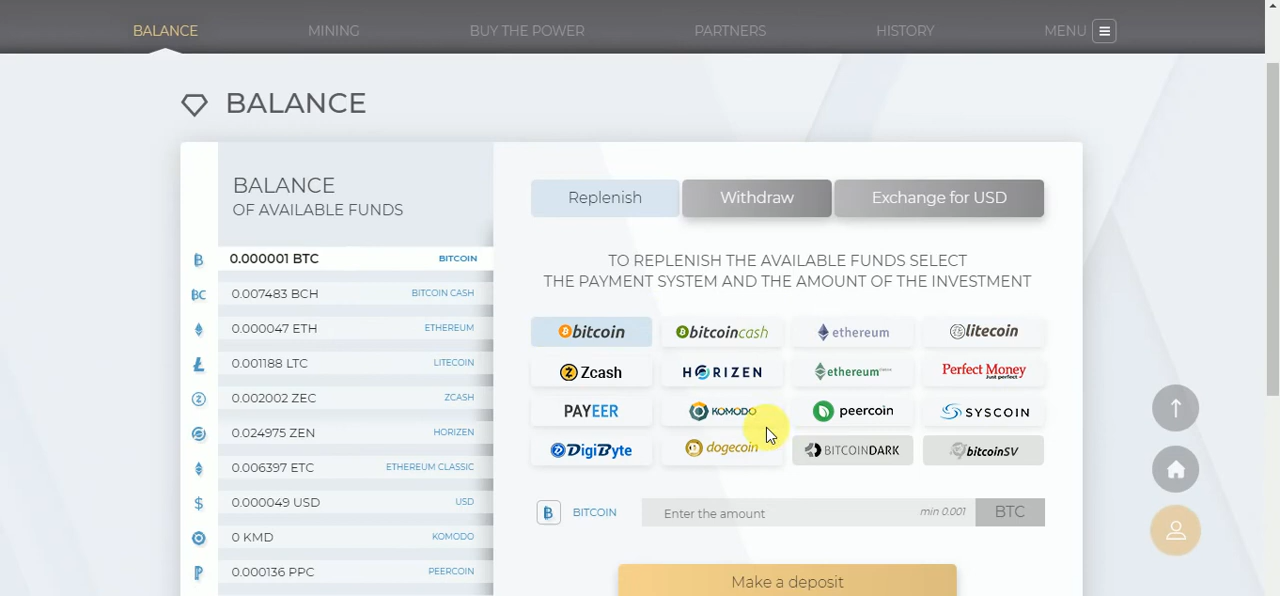 BALANCE MINING BUY THE POWER PARTNERS HISTORY MENU
BALANCE
BALANCE
OF AVAILABLE FUNDS
0.000001 BTC BITCOIN
0.007483 BCH BITCOIN CASH
0.000047 ETH ETHEREUM
0.001188 LTC LITECOIN
0.002002 ZEC ZCASH
0.024975 ZEN HORIZEN
0.006397 ETC ETHEREUM CLASSIC
0.000049 USD USD
0 KMD KOMODO
0.000136 PPC PEERCOIN
Replenish Withdraw Exchange for USD
TO REPLENISH THE AVAILABLE FUNDS SELECT
THE PAYMENT SYSTEM AND THE AMOUNT OF THE INVESTMENT
bitcoin bitcoincash ethereum litecoin
Zcash HORIZEN ethereum Perfect Money
Just perfect
PAYEER KOMODO peercoin SYSCOIN
DigiByte dogecoin BITCOINDARK bitcoinSV
BITCOIN Enter the amount min 0.001 BTC
Make a deposit